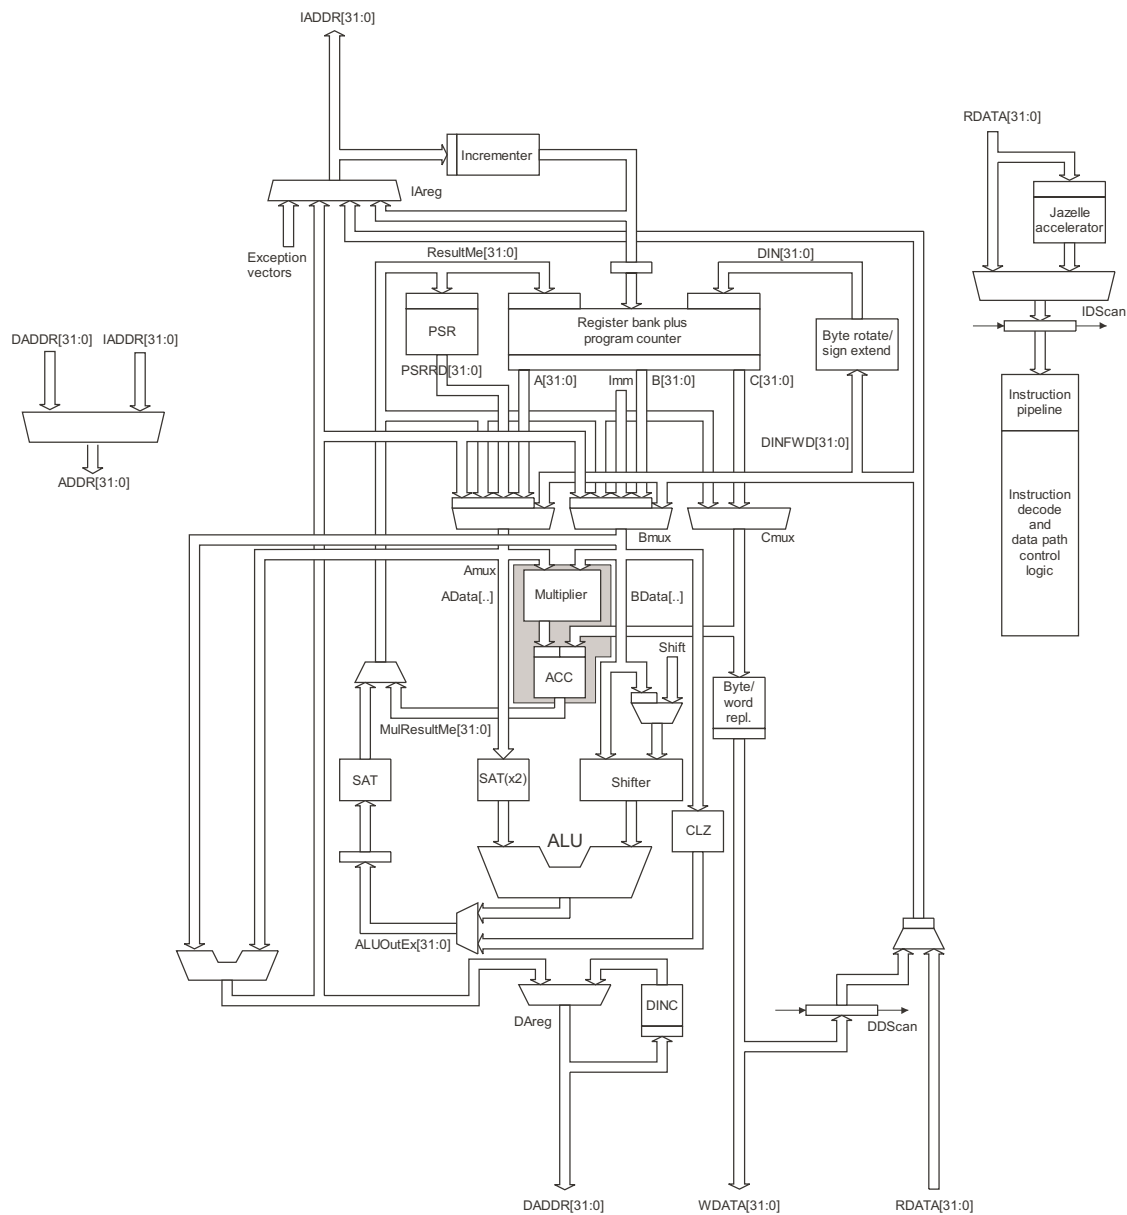 IADDR[31:0]
RDATA[31:0]
Incrementer
IAreg
Jazelle
accelerator
Exception
vectors
ResultMe[31:0]
DIN[31:0]
IDScan
PSR
Register bank plus
program counter
Byte rotate/
sign extend
DADDR[31:0]
IADDR[31:0]
PSRRD[31:0]
A[31:0]
Imm
B[31:0]
C[31:0]
Instruction
pipeline
DINFWD[31:0]
ADDR[31:0]
Instruction
decode
and
data path
control
logic
Bmux
Cmux
Amux
AData[..]
Multiplier
BData[..]
Shift
ACC
Byte/
word
repl.
MulResultMe[31:0]
SAT
SAT(x2)
Shifter
CLZ
ALU
ALUOutEx[31:0]
DINC
DAreg
DDScan
DADDR[31:0]
WDATA[31:0]
RDATA[31:0]